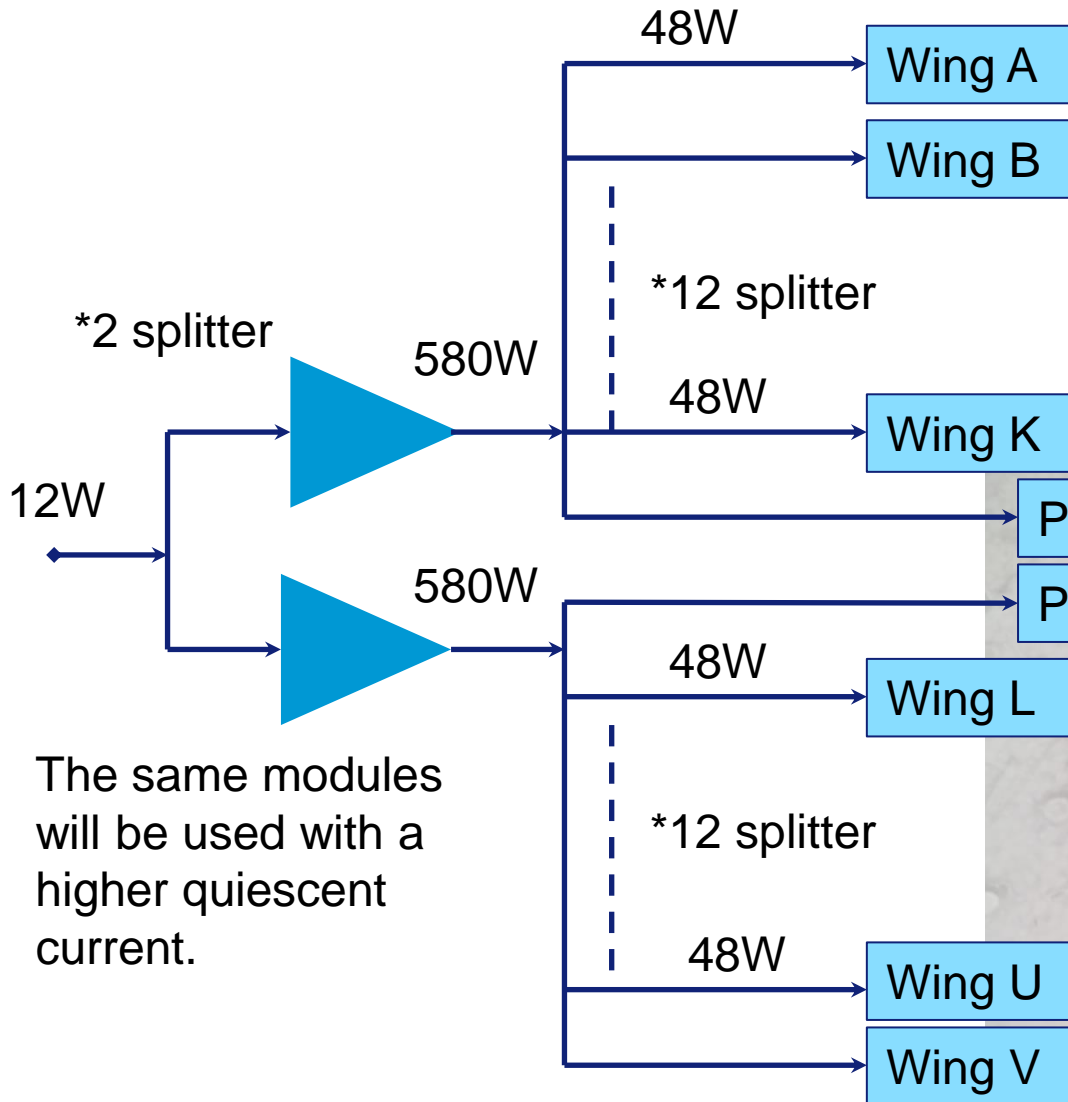 48W
Wing A
Wing B
*12 splitter
*2 splitter
580W
48W
Wing K
12W
P
P
580W
48W
Wing L
The same modules
will be used with a
higher quiescent
current.
*12 splitter
48W
Wing U
Wing V